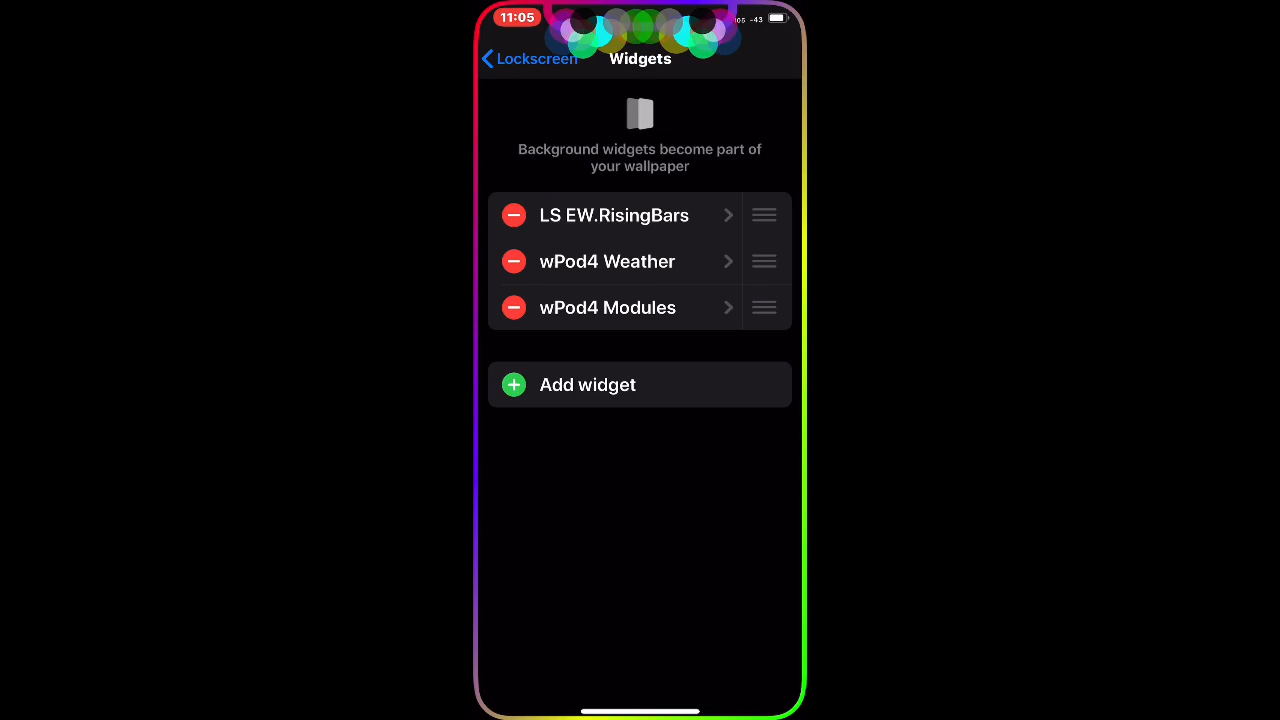 11:05
-43
Lockscreen
Widgets
Background widgets become part of
your wallpaper
LS EW.RisingBars
wPod4 Weather
wPod4 Modules
Add widget